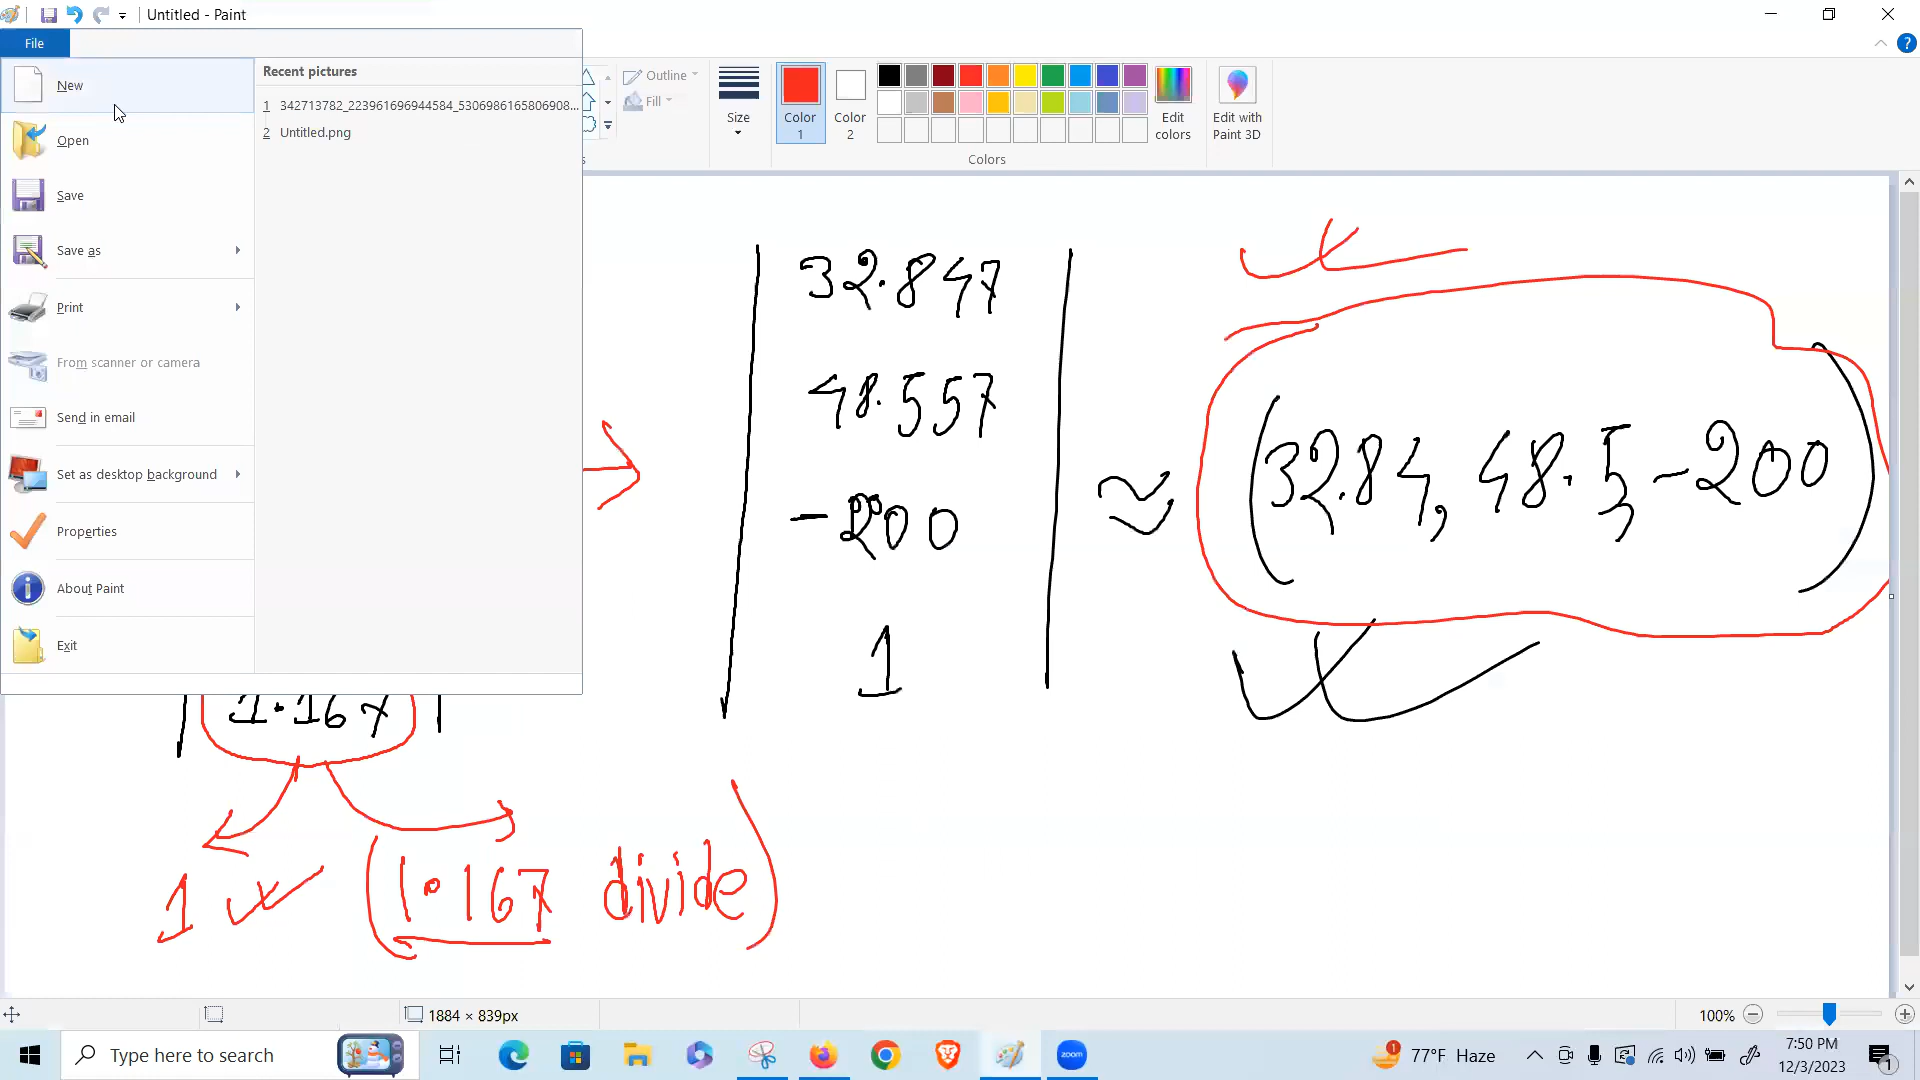 Untitled - Paint
File
New
Open
Save
Save as
Print
From scanner or camera
Send in email
Set as desktop background
Properties
About Paint
Exit
Recent pictures
1 342713782_223961696944584_5306986165806908...
2 Untitled.png
Outline
Fill
Size
Color 1
Color 2
Edit colors
Edit with Paint 3D
Colors
32.847
48.557
-200
1
≈ (32.84, 48.5, -200)
1.167
1 (1.167 divide)
1884 × 839px
100%
Type here to search
zoom
1
77°F Haze
7:50 PM
12/3/2023
1